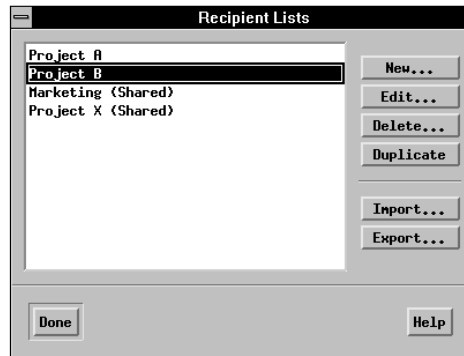 Recipient Lists
Project A
Project B
Marketing (Shared)
Project X (Shared)
New...
Edit...
Delete...
Duplicate
Import...
Export...
Done
Help